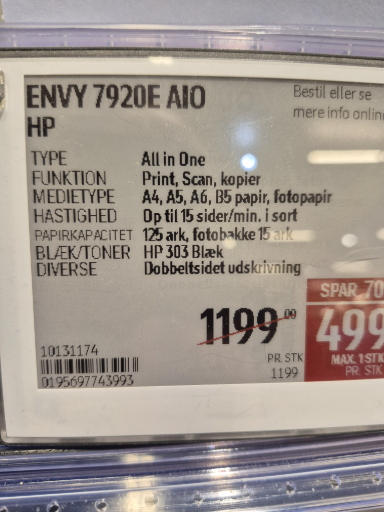 ENVY 7920E AIO
HP
Bestil eller se
mere info online
TYPE All in One
FUNKTION Print, Scan, kopier
MEDIETYPE A4, A5, A6, B5 papir, fotopapir
HASTIGHED Op til 15 sider/min. i sort
PAPIRKAPACITET 125 ark, fotobakke 15 ark
BLÆK/TONER HP 303 Blæk
DIVERSE Dobbeltsidet udskrivning
1199.00
SPAR 70
499
MAX. 1 STK
PR. STK
PR. STK
1199
10131174
0195697743993